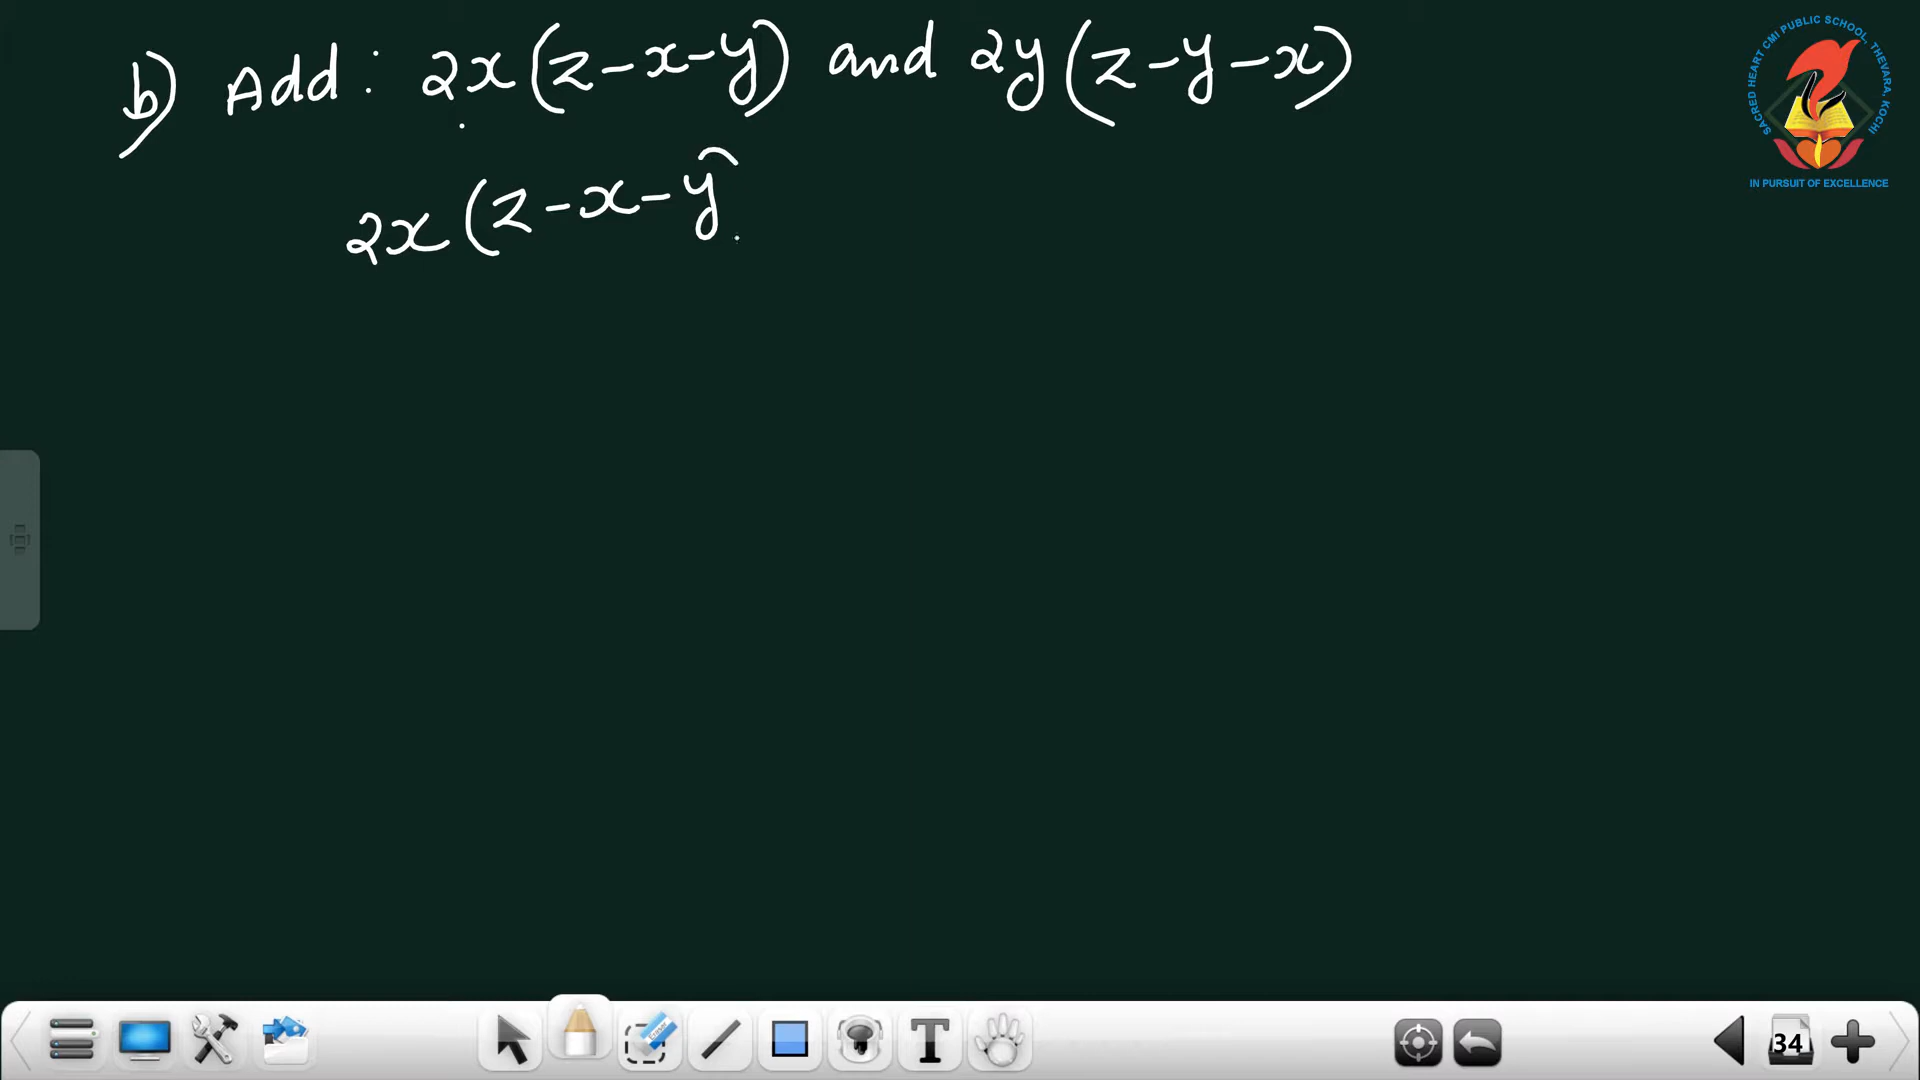 b) Add : 2x(z-x-y) and 2y(z-y-x)
2x(z-x-y
SACRED HEART CMI PUBLIC SCHOOL, THEVARA, KOCHI
IN PURSUIT OF EXCELLENCE
T
34